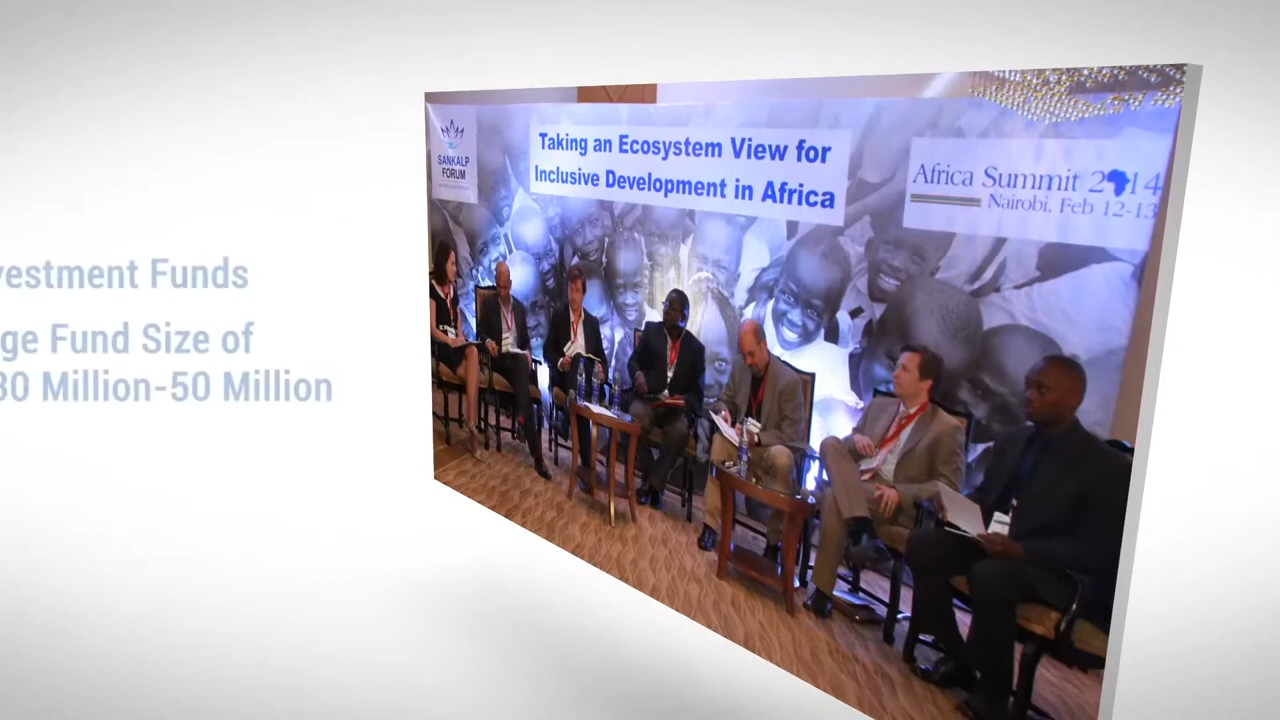 vestment Funds
ge Fund Size of
30 Million-50 Million
SANKALP
FORUM
Taking an Ecosystem View for
Inclusive Development in Africa
Africa Summit 2014
Nairobi, Feb 12-13